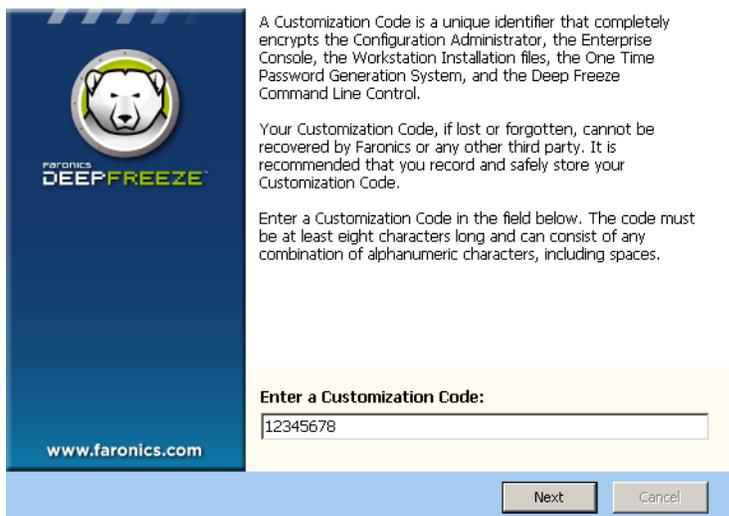 A Customization Code is a unique identifier that completely
encrypts the Configuration Administrator, the Enterprise
Console, the Workstation Installation files, the One Time
Password Generation System, and the Deep Freeze
Command Line Control.
Your Customization Code, if lost or forgotten, cannot be
recovered by Faronics or any other third party. It is
recommended that you record and safely store your
Customization Code.
Enter a Customization Code in the field below. The code must
be at least eight characters long and can consist of any
combination of alphanumeric characters, including spaces.
FARONICS
DEEPFREEZE™
Enter a Customization Code:
12345678
www.faronics.com
Next
Cancel